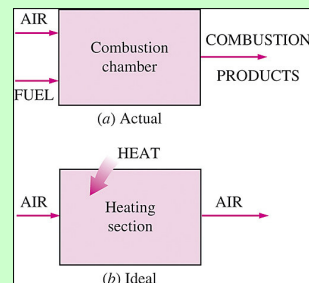 AIR
Combustion
chamber
COMBUSTION
PRODUCTS
FUEL
(a) Actual
HEAT
AIR
Heating
section
AIR
(b) Ideal